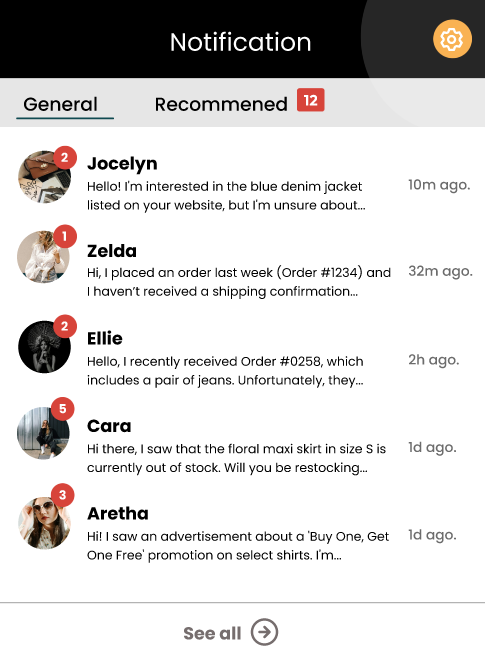 Notification
General
Recommened 12
2
Jocelyn
Hello! I'm interested in the blue denim jacket
listed on your website, but I'm unsure about...
10m ago.
1
Zelda
Hi, I placed an order last week (Order #1234) and
I haven’t received a shipping confirmation...
32m ago.
2
Ellie
Hello, I recently received Order #0258, which
includes a pair of jeans. Unfortunately, they...
2h ago.
5
Cara
Hi there, I saw that the floral maxi skirt in size S is
currently out of stock. Will you be restocking...
1d ago.
3
Aretha
Hi! I saw an advertisement about a 'Buy One, Get
One Free' promotion on select shirts. I'm...
1d ago.
See all